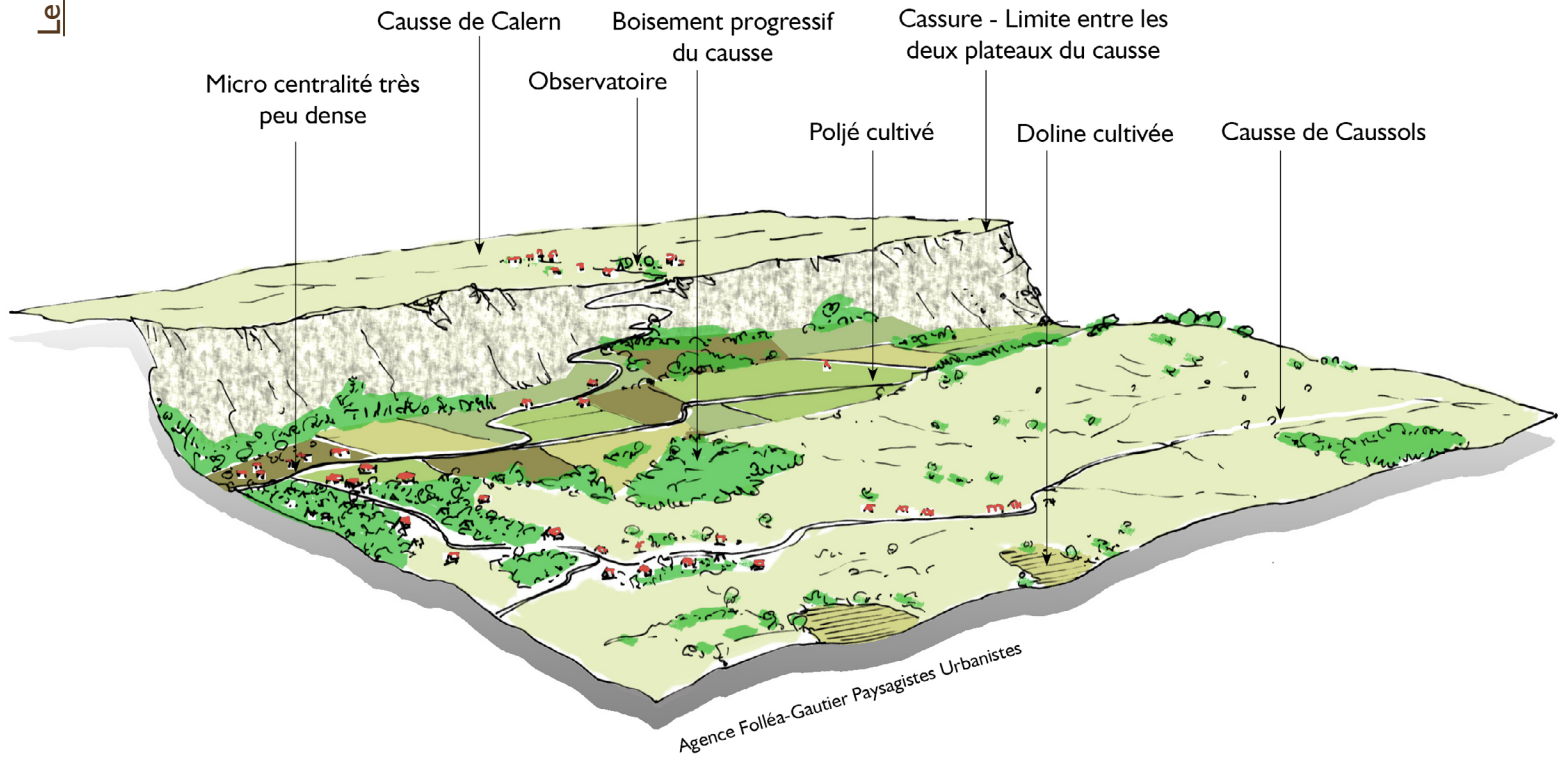 Le
Causse de Calern
Boisement progressif
du causse
Cassure - Limite entre les
deux plateaux du causse
Micro centralité très
peu dense
Observatoire
Poljé cultivé
Doline cultivée
Causse de Caussols
Agence Folléa-Gautier Paysagistes Urbanistes